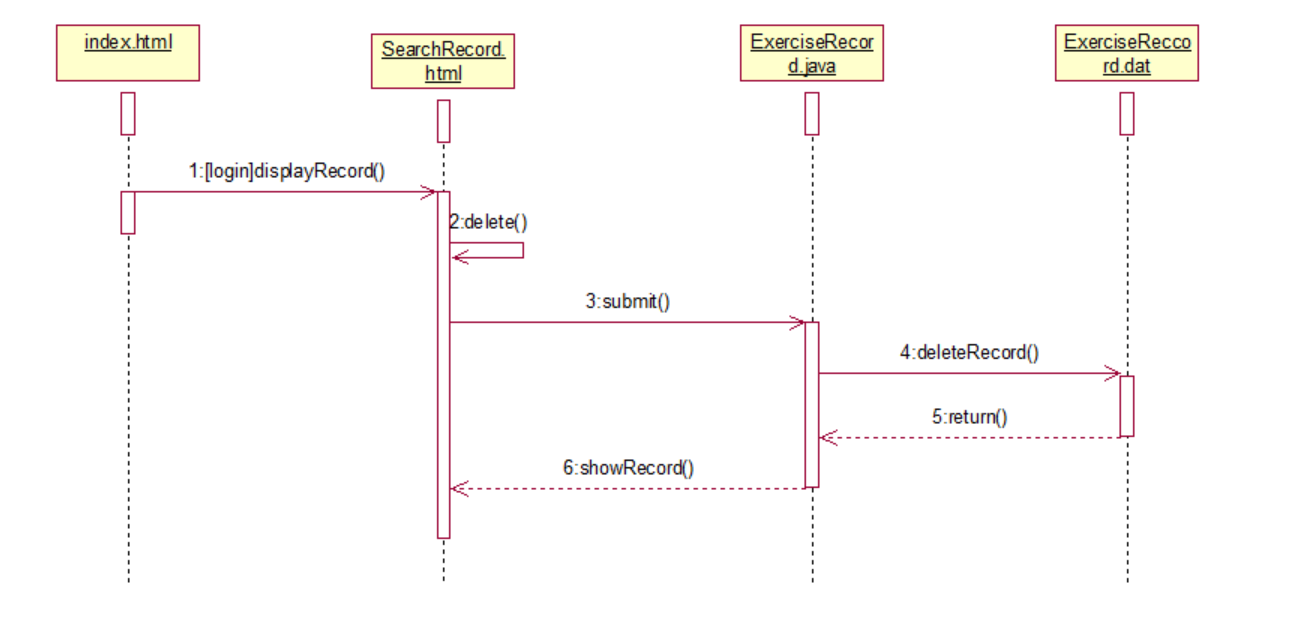 index.html
SearchRecord.
html
ExerciseRecor
d.java
ExerciseRecco
rd.dat
1:[login]displayRecord()
2:delete()
3:submit()
4:deleteRecord()
5:return()
6:showRecord()